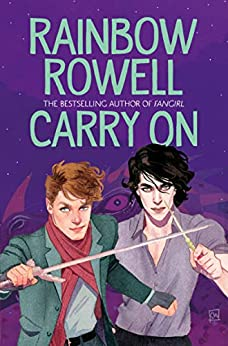 RAINBOW
ROWELL
THE BESTSELLING AUTHOR OF FANGIRL
CARRY ON